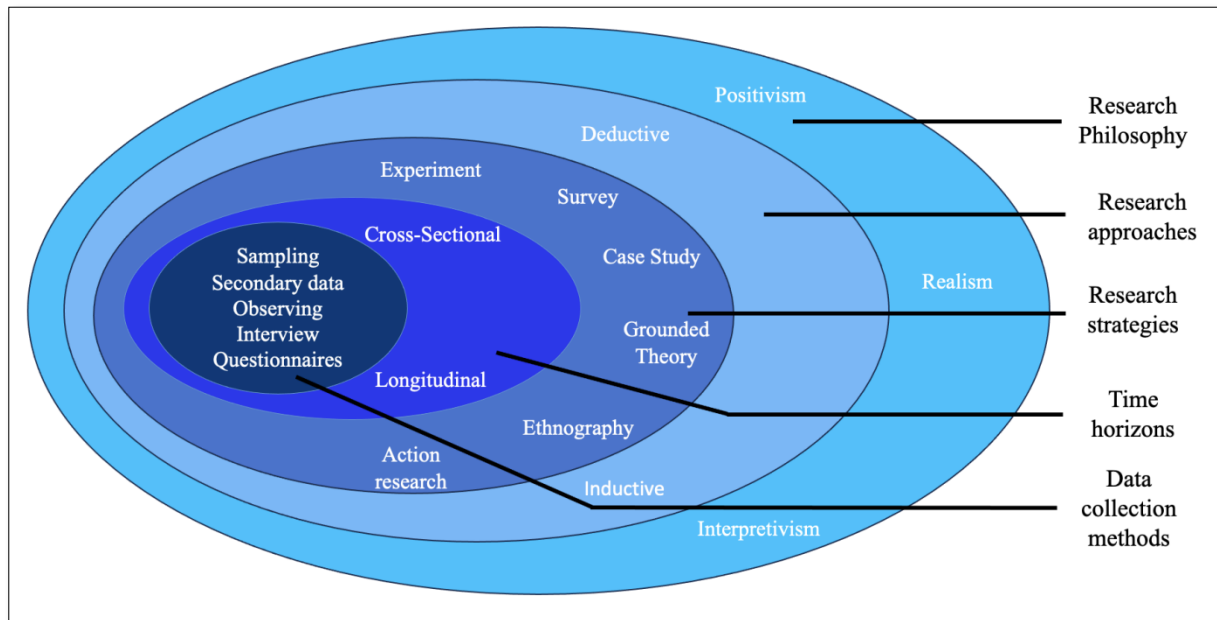 Positivism
Deductive
Experiment
Survey
Cross-Sectional
Case Study
Sampling
Secondary data
Observing
Interview
Questionnaires
Realism
Grounded
Theory
Longitudinal
Ethnography
Action
research
Inductive
Interpretivism
Research
Philosophy
Research
approaches
Research
strategies
Time
horizons
Data
collection
methods